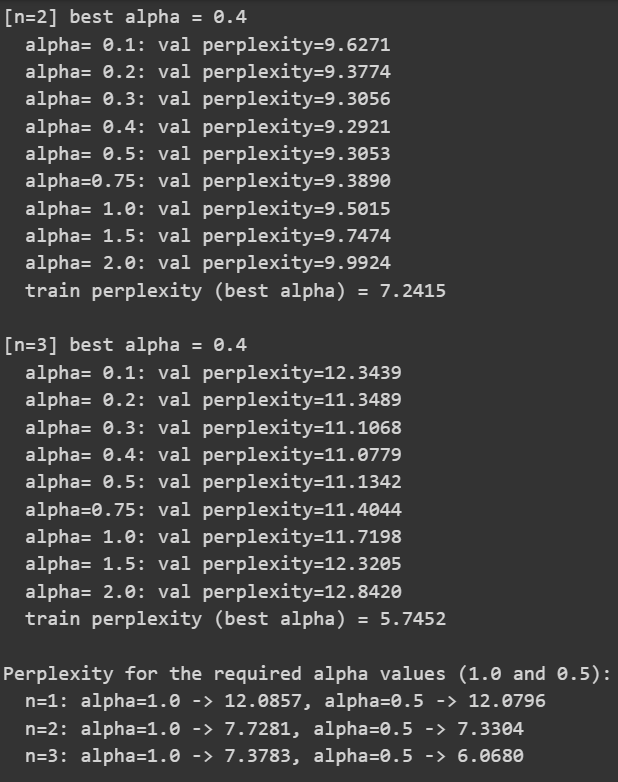 [n=2] best alpha = 0.4
  alpha= 0.1: val perplexity=9.6271
  alpha= 0.2: val perplexity=9.3774
  alpha= 0.3: val perplexity=9.3056
  alpha= 0.4: val perplexity=9.2921
  alpha= 0.5: val perplexity=9.3053
  alpha=0.75: val perplexity=9.3890
  alpha= 1.0: val perplexity=9.5015
  alpha= 1.5: val perplexity=9.7474
  alpha= 2.0: val perplexity=9.9924
  train perplexity (best alpha) = 7.2415

[n=3] best alpha = 0.4
  alpha= 0.1: val perplexity=12.3439
  alpha= 0.2: val perplexity=11.3489
  alpha= 0.3: val perplexity=11.1068
  alpha= 0.4: val perplexity=11.0779
  alpha= 0.5: val perplexity=11.1342
  alpha=0.75: val perplexity=11.4044
  alpha= 1.0: val perplexity=11.7198
  alpha= 1.5: val perplexity=12.3205
  alpha= 2.0: val perplexity=12.8420
  train perplexity (best alpha) = 5.7452

Perplexity for the required alpha values (1.0 and 0.5):
  n=1: alpha=1.0 -> 12.0857, alpha=0.5 -> 12.0796
  n=2: alpha=1.0 -> 7.7281, alpha=0.5 -> 7.3304
  n=3: alpha=1.0 -> 7.3783, alpha=0.5 -> 6.0680